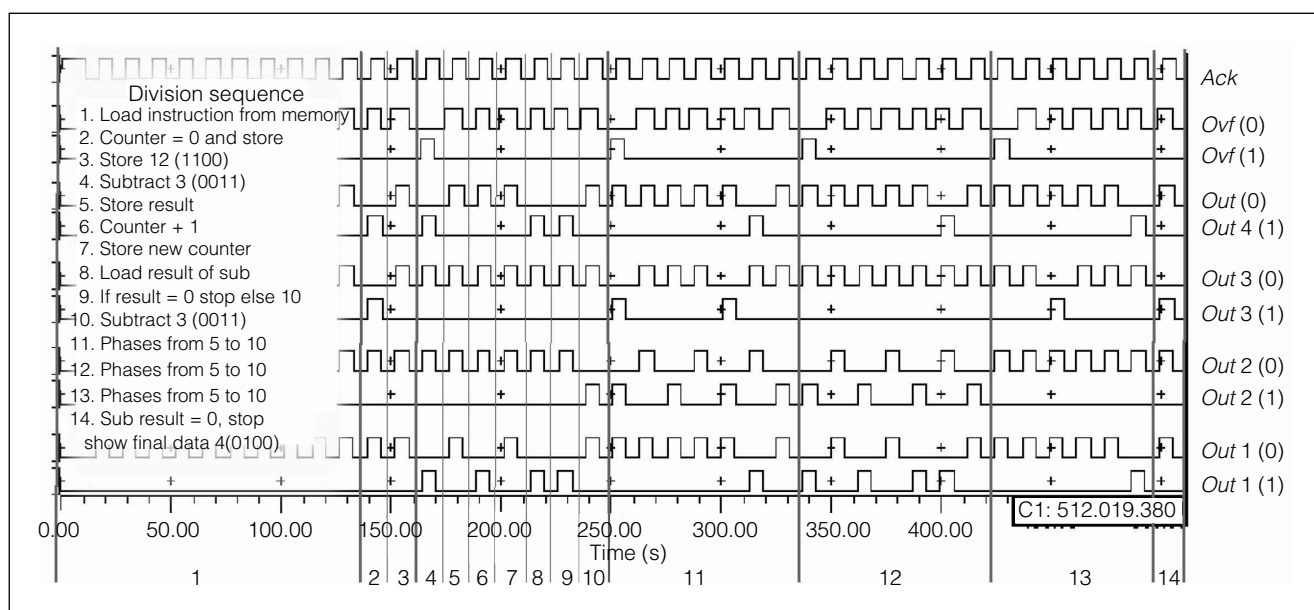 Division sequence
1. Load instruction from memory
2. Counter = 0 and store
3. Store 12 (1100)
4. Subtract 3 (0011)
5. Store result
6. Counter + 1
7. Store new counter
8. Load result of sub
9. If result = 0 stop else 10
10. Subtract 3 (0011)
11. Phases from 5 to 10
12. Phases from 5 to 10
13. Phases from 5 to 10
14. Sub result = 0, stop
show final data 4(0100)
Ack
Ovf (0)
Ovf (1)
Out (0)
Out 4 (1)
Out 3 (0)
Out 3 (1)
Out 2 (0)
Out 2 (1)
Out 1 (0)
Out 1 (1)
C1: 512.019.380
0.00 50.00 100.00 150.00 200.00 250.00 300.00 350.00 400.00
Time (s)
1 2 3 4 5 6 7 8 9 10 11 12 13 14